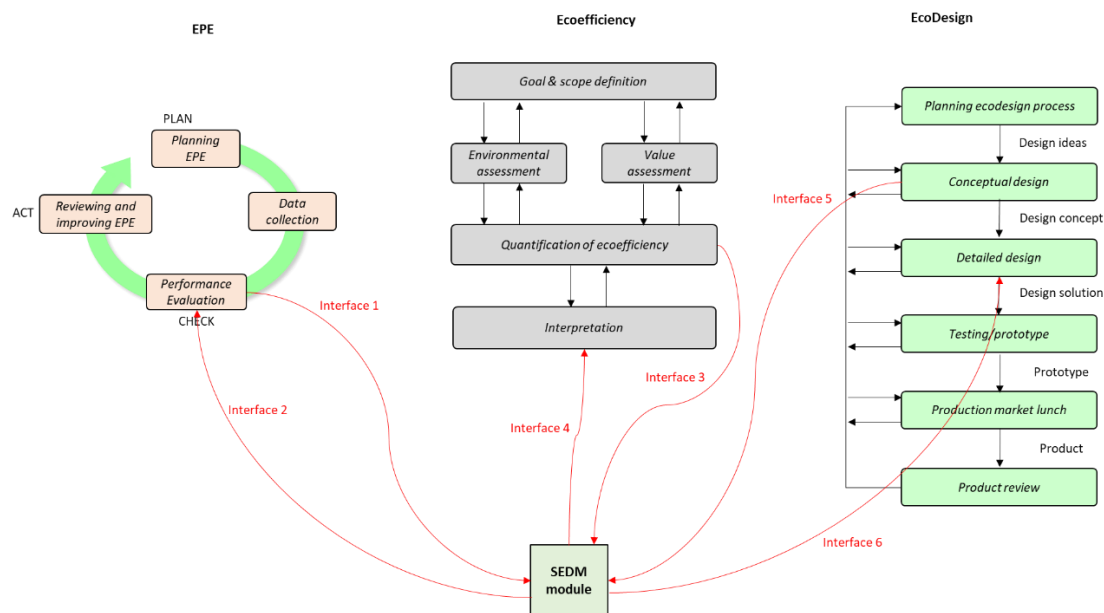 EPE
PLAN
Planning
EPE
Data
collection
ACT
Reviewing and
improving EPE
Performance
Evaluation
CHECK
Interface 1
Interface 2
Ecoefficiency
Goal & scope definition
Environmental
assessment
Value
assessment
Quantification of ecoefficiency
Interpretation
Interface 3
Interface 4
EcoDesign
Planning ecodesign process
Design ideas
Conceptual design
Interface 5
Design concept
Detailed design
Design solution
Testing/prototype
Prototype
Production market lunch
Product
Product review
Interface 6
SEDM
module